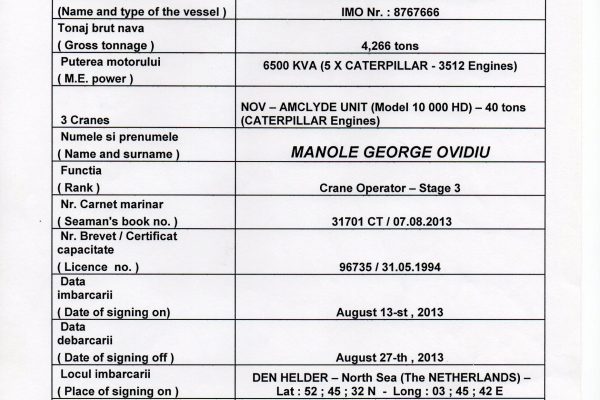 (Name and type of the vessel )
IMO Nr. : 8767666
Tonaj brut nava
( Gross tonnage )
4,266 tons
Puterea motorului
( M.E. power )
6500 KVA (5 X CATERPILLAR - 3512 Engines)
3 Cranes
NOV – AMCLYDE UNIT (Model 10 000 HD) – 40 tons
(CATERPILLAR Engines)
Numele si prenumele
( Name and surname )
MANOLE GEORGE OVIDIU
Functia
( Rank )
Crane Operator – Stage 3
Nr. Carnet marinar
( Seaman's book no. )
31701 CT / 07.08.2013
Nr. Brevet / Certificat
capacitate
( Licence no. )
96735 / 31.05.1994
Data
imbarcarii
( Date of signing on)
August 13-st , 2013
Data
debarcarii
( Date of signing off )
August 27-th , 2013
Locul imbarcarii
( Place of signing on )
DEN HELDER – North Sea (The NETHERLANDS) –
Lat : 52 ; 45 ; 32 N - Long : 03 ; 45 ; 42 E